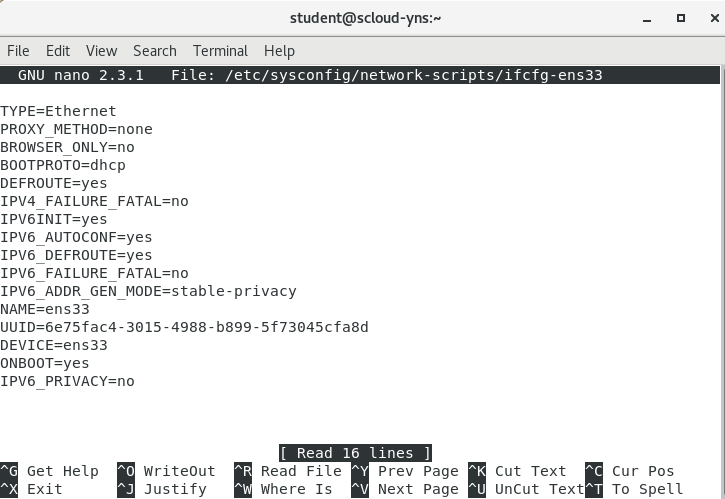 student@scloud-yns:~
File Edit View Search Terminal Help
GNU nano 2.3.1 File: /etc/sysconfig/network-scripts/ifcfg-ens33
TYPE=Ethernet
PROXY_METHOD=none
BROWSER_ONLY=no
BOOTPROTO=dhcp
DEFROUTE=yes
IPV4_FAILURE_FATAL=no
IPV6INIT=yes
IPV6_AUTOCONF=yes
IPV6_DEFROUTE=yes
IPV6_FAILURE_FATAL=no
IPV6_ADDR_GEN_MODE=stable-privacy
NAME=ens33
UUID=6e75fac4-3015-4988-b899-5f73045cfa8d
DEVICE=ens33
ONBOOT=yes
IPV6_PRIVACY=no
[ Read 16 lines ]
^G Get Help ^O WriteOut ^R Read File ^Y Prev Page ^K Cut Text ^C Cur Pos
^X Exit ^J Justify ^W Where Is ^V Next Page ^U UnCut Text^T To Spell